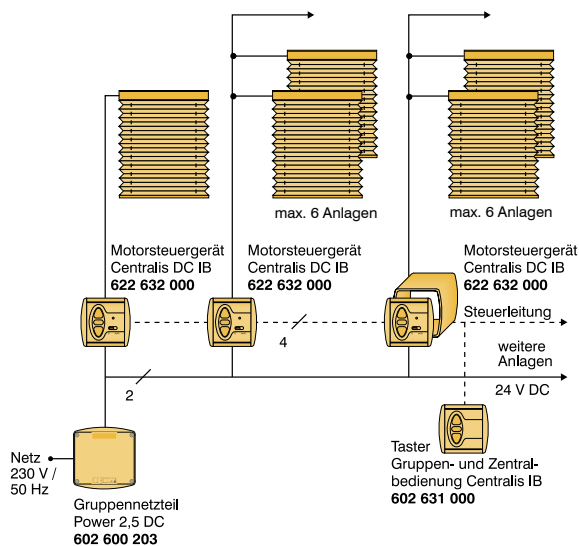 max. 6 Anlagen
max. 6 Anlagen
Motorsteuergerät
Centralis DC IB
622 632 000
Motorsteuergerät
Centralis DC IB
622 632 000
Motorsteuergerät
Centralis DC IB
622 632 000
Steuerleitung
4
weitere
Anlagen
2
24 V DC
Netz
230 V /
50 Hz
Gruppennetzteil
Power 2,5 DC
602 600 203
Taster
Gruppen- und Zentral-
bedienung Centralis IB
602 631 000